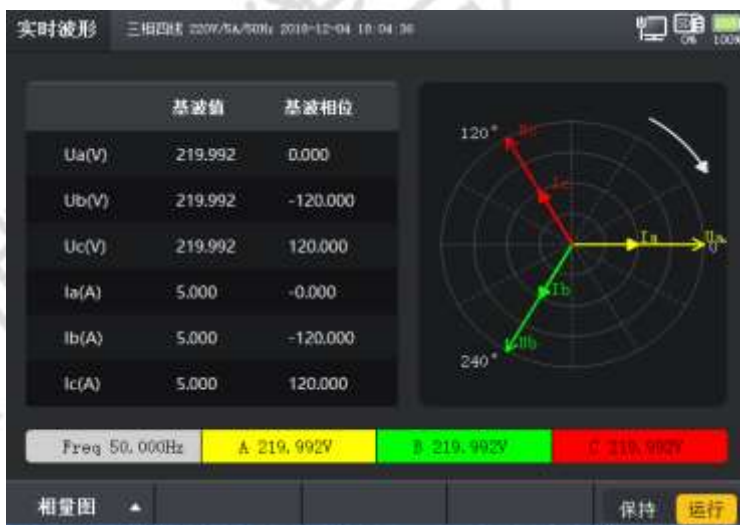 实时波形 三相四线 220V/5A/50Hz 2018-12-04 18:04:36 0% 100%
基波值 基波相位
Ua(V) 219.992 0.000
Ub(V) 219.992 -120.000
Uc(V) 219.992 120.000
Ia(A) 5.000 -0.000
Ib(A) 5.000 -120.000
Ic(A) 5.000 120.000
120°
Ic
Ia Ua
Ib
240° Ub
Freq 50.000Hz A 219.992V B 219.992V C 219.992V
相量图 保持 运行